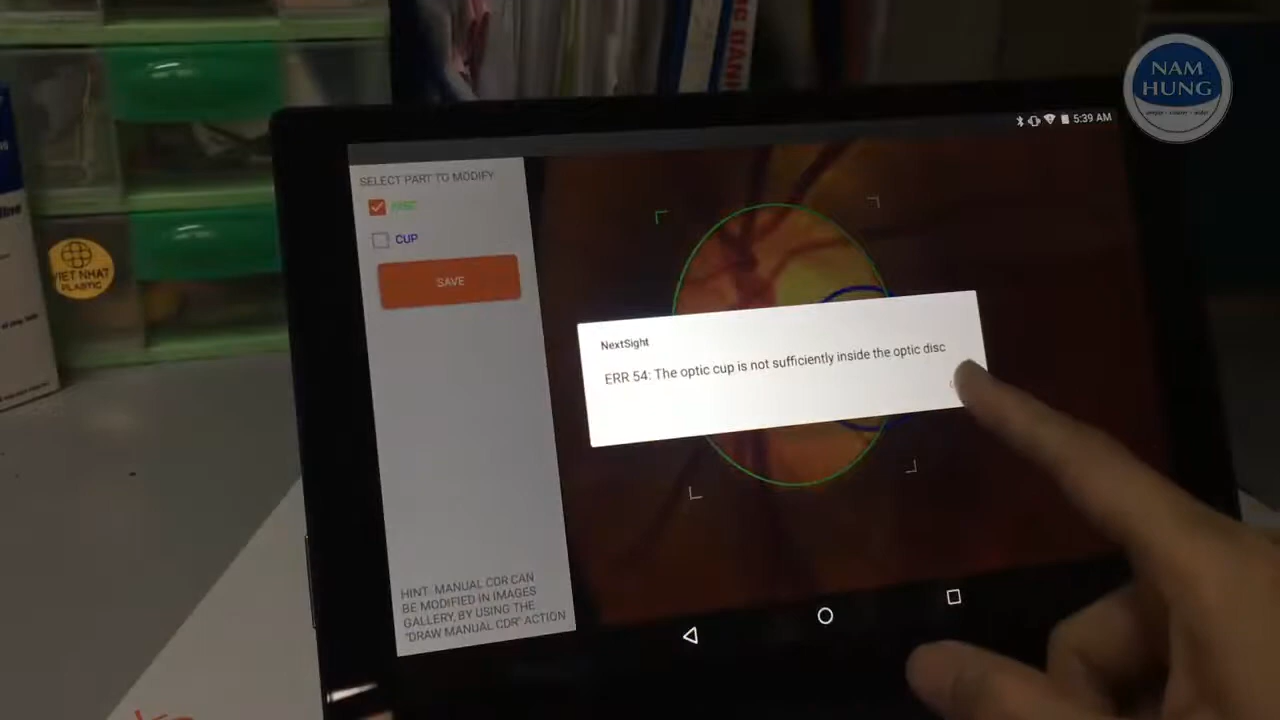 NAM
HUNG
5:39 AM
SELECT PART TO MODIFY
DISC
CUP
SAVE
NextSight
ERR 54: The optic cup is not sufficiently inside the optic disc
HINT: MANUAL CDR CAN
BE MODIFIED IN IMAGES
GALLERY, BY USING THE
"DRAW MANUAL CDR" ACTION
VIET NHAT
PLASTIC